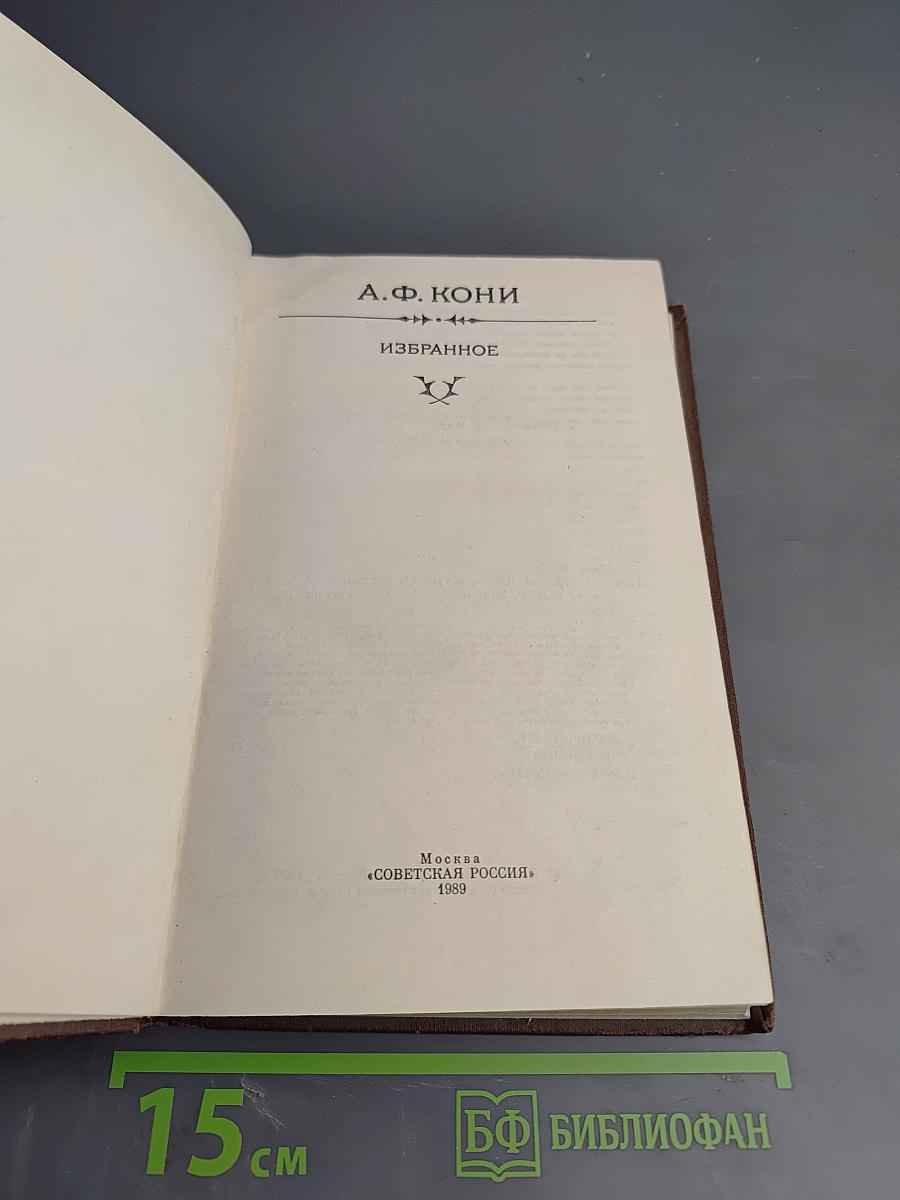 А.Ф. КОНИ
ИЗБРАННОЕ
Москва
«СОВЕТСКАЯ РОССИЯ»
1989
15 см
БФ БИБЛИОФАН